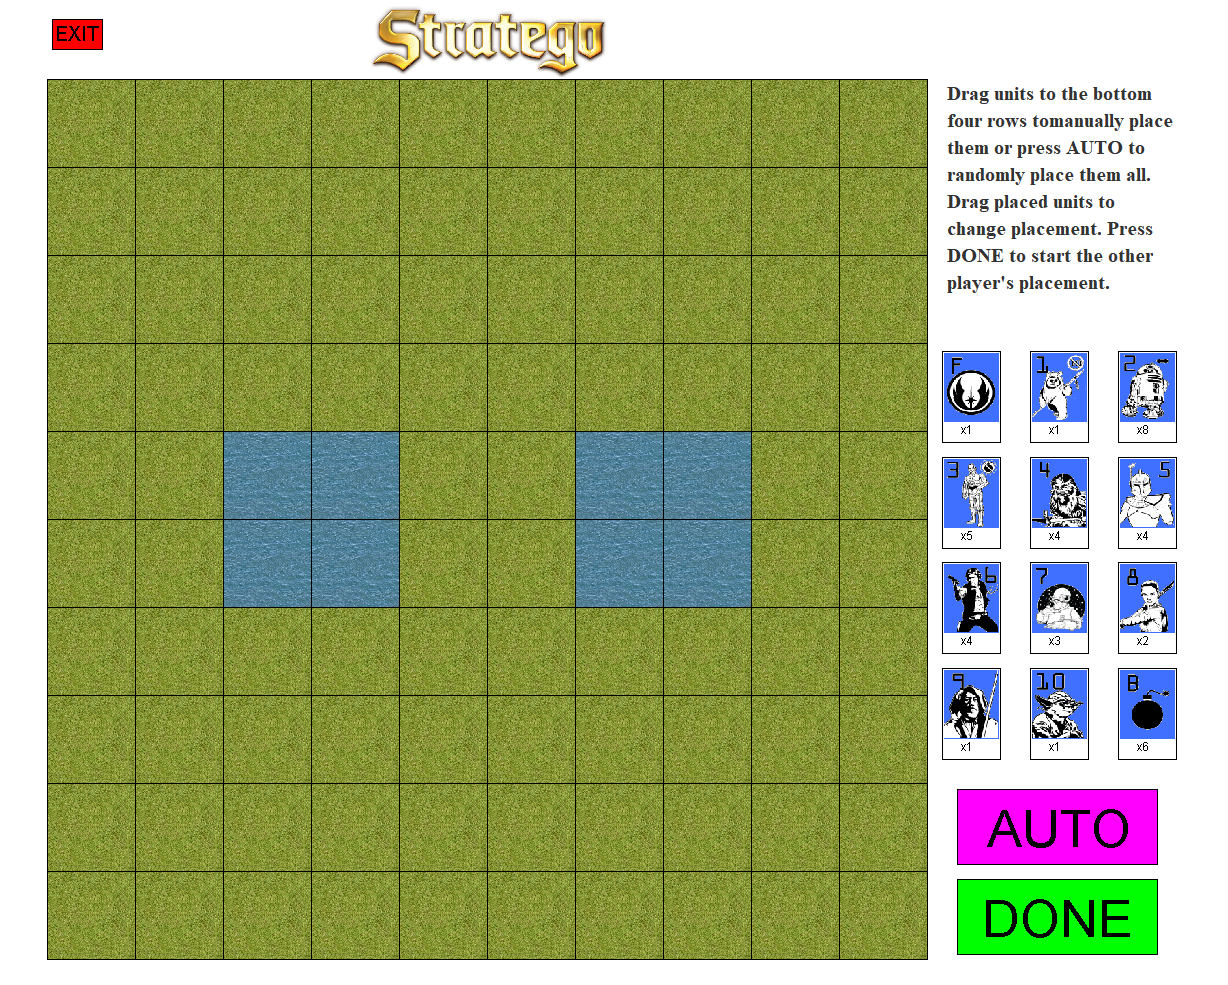 EXIT
Stratego
Drag units to the bottom
four rows tomanually place
them or press AUTO to
randomly place them all.
Drag placed units to
change placement. Press
DONE to start the other
player's placement.
F 1 2
x1 x1 x8
3 4 5
x5 x4 x4
6 7 8
x4 x3 x2
9 10 B
x1 x1 x6
AUTO
DONE